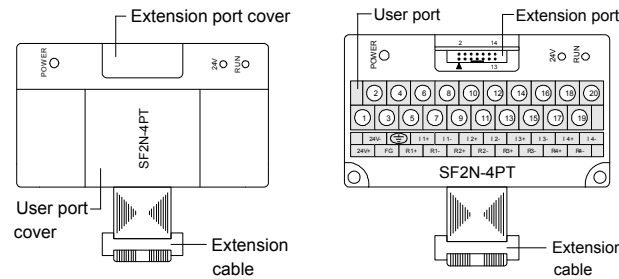 Extension port cover
POWER
24V
RUN
SF2N-4PT
User port
cover
Extension
cable
User port
Extension port
2 14
13
POWER
24V
RUN
2 4 6 8 10 12 14 16 18 20
1 3 5 7 9 11 13 15 17 19
24V- I1+ I1- I2+ I2- I3+ I3- I4+ I4-
24V+ FG R1+ R1- R2+ R2- R3+ R3- R4+ R4-
SF2N-4PT
Extension
cable